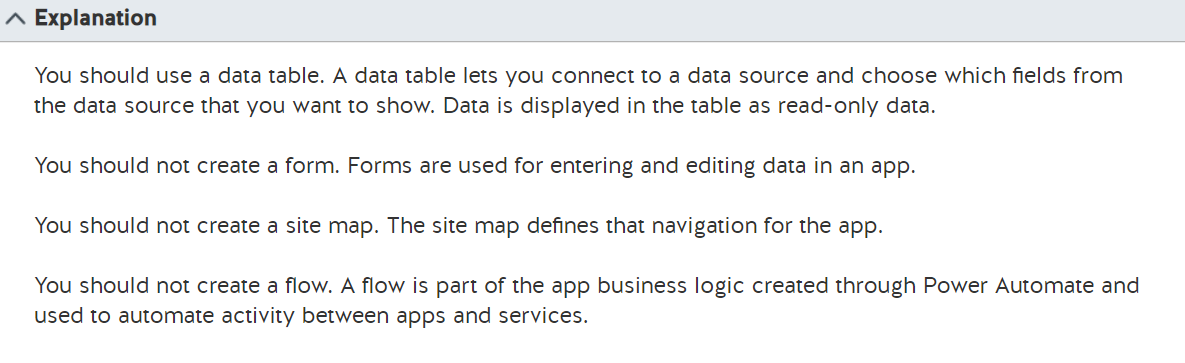 Explanation
You should use a data table. A data table lets you connect to a data source and choose which fields from
the data source that you want to show. Data is displayed in the table as read-only data.
You should not create a form. Forms are used for entering and editing data in an app.
You should not create a site map. The site map defines that navigation for the app.
You should not create a flow. A flow is part of the app business logic created through Power Automate and
used to automate activity between apps and services.